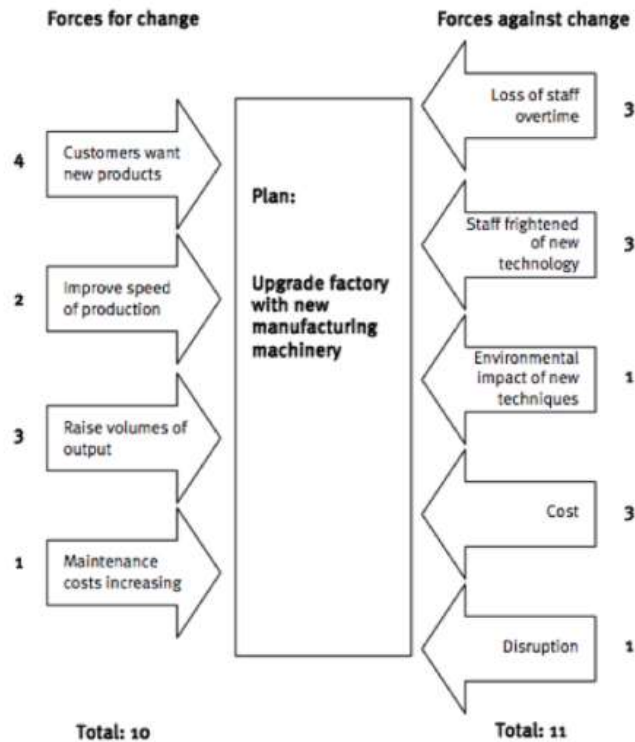 Forces for change
4
Customers want
new products
2
Improve speed
of production
3
Raise volumes of
output
1
Maintenance
costs increasing
Total: 10
Plan:
Upgrade factory
with new
manufacturing
machinery
Forces against change
Loss of staff
overtime
3
Staff frightened
of new
technology
3
Environmental
impact of new
techniques
1
Cost
3
Disruption
1
Total: 11